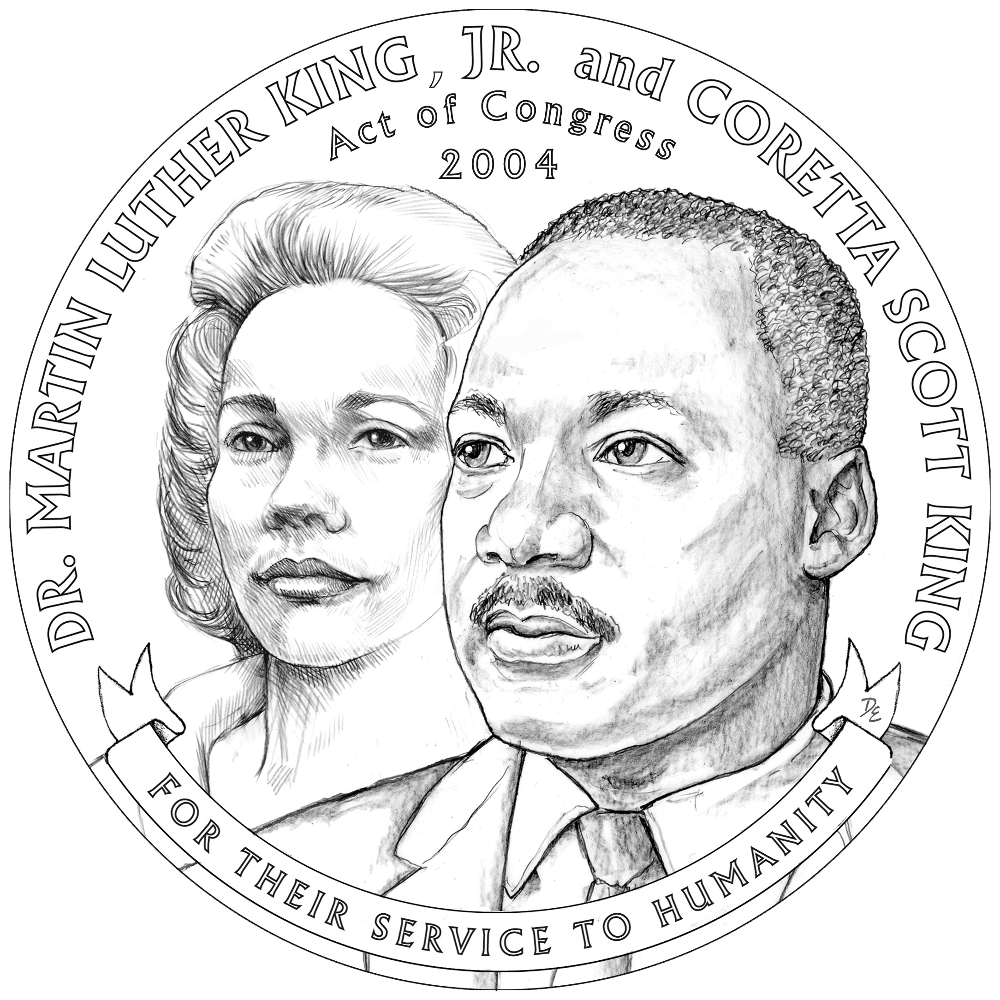 DR. MARTIN LUTHER KING, JR. and CORETTA SCOTT KING
Act of Congress
2004
DE
FOR THEIR SERVICE TO HUMANITY